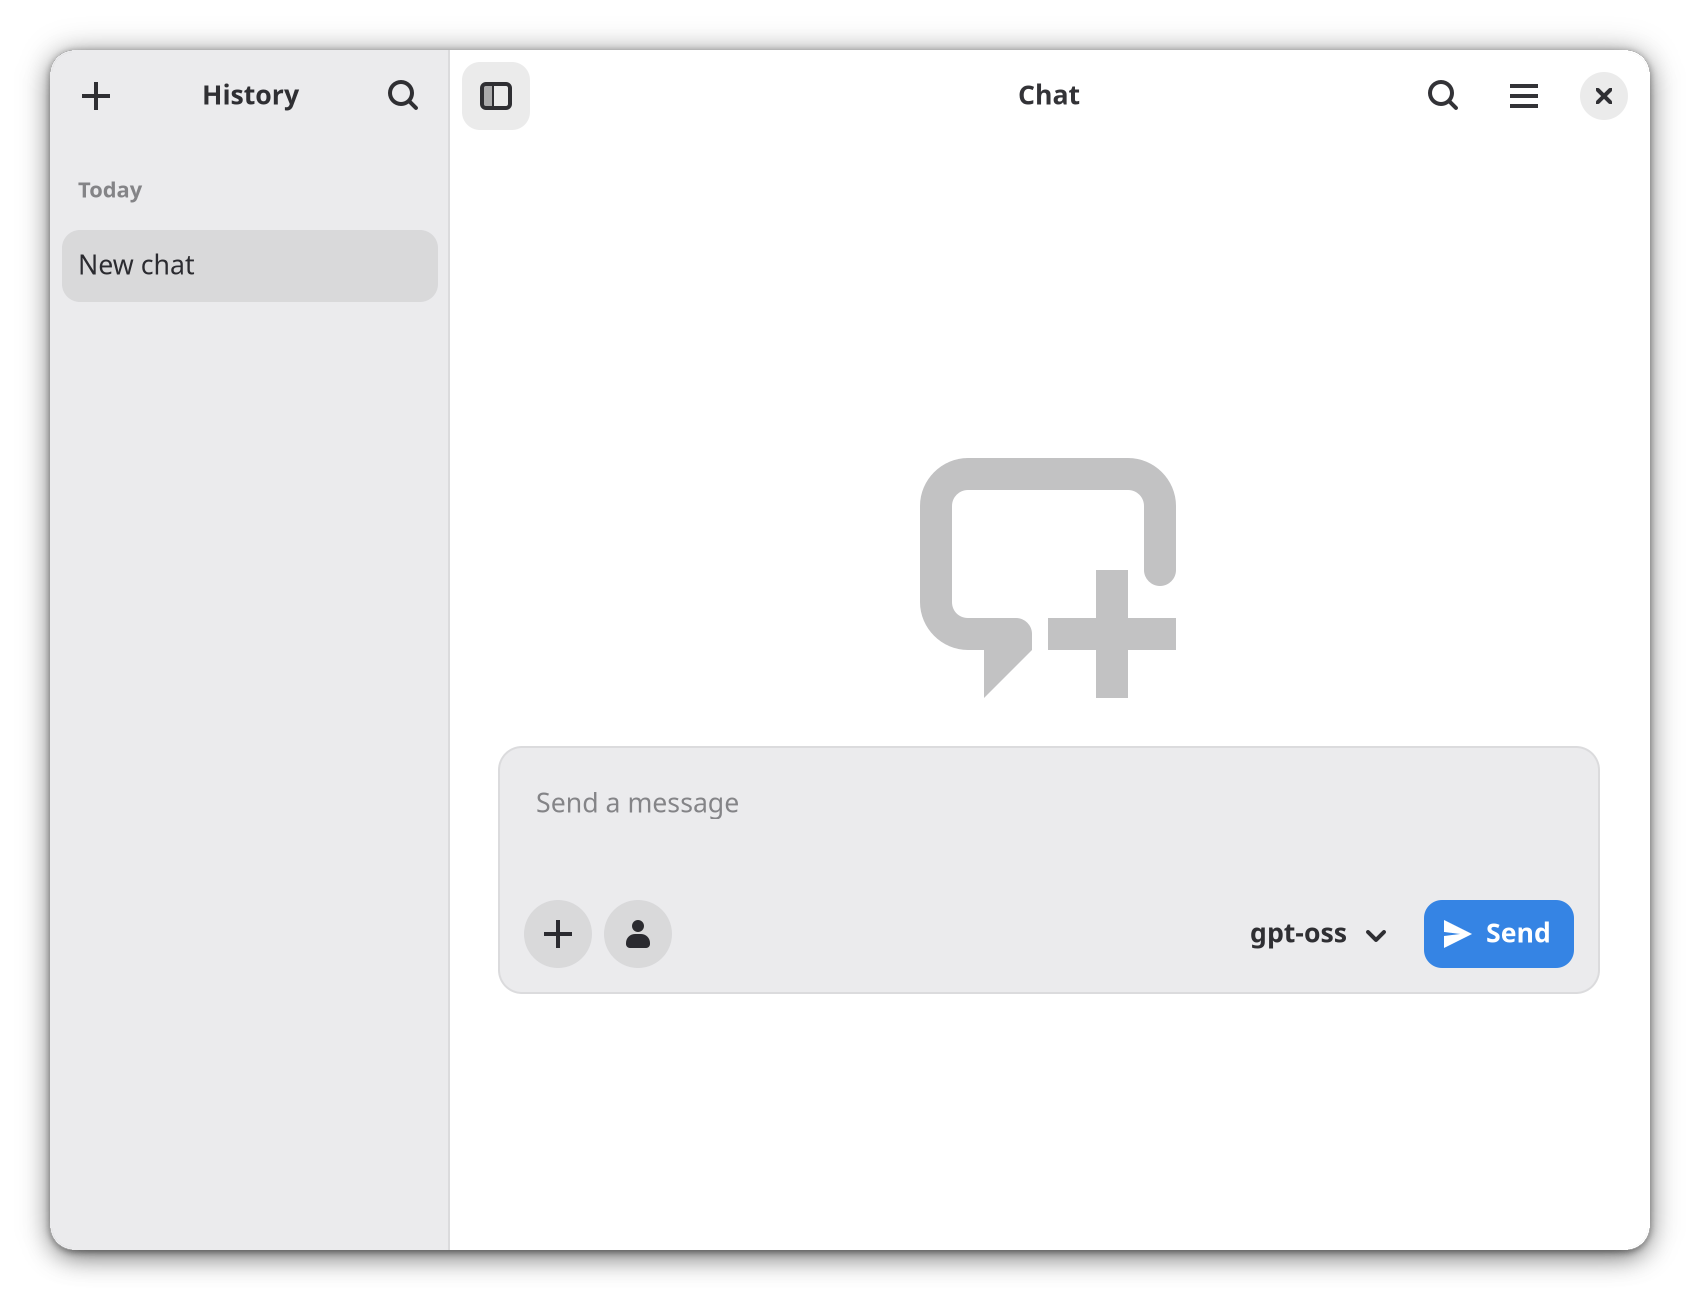 History
Chat
Today
New chat
Send a message
gpt-oss
Send